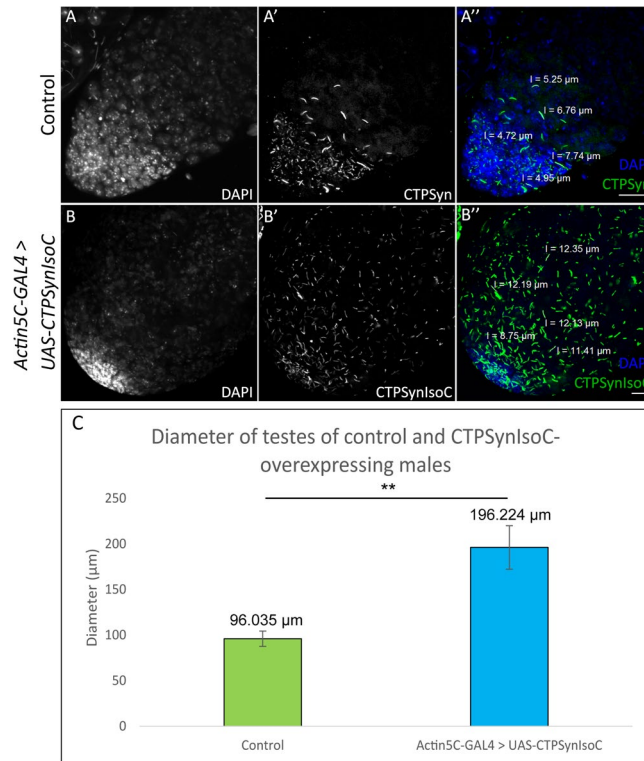 A
A'
A''
Control
l = 5.25 µm
l = 6.76 µm
l = 4.72 µm
l = 7.74 µm
l = 4.95 µm
DAPI
CTPSyn
DAPI
CTPSyn
B
B'
B''
Actin5C-GAL4 >
UAS-CTPSynIsoC
l = 12.35 µm
l = 12.19 µm
l = 12.13 µm
l = 8.75 µm
l = 11.41 µm
DAPI
CTPSynIsoC
DAPI
CTPSynIsoC
C
Diameter of testes of control and CTPSynIsoC-
overexpressing males
**
250
200
150
100
50
0
Diameter (µm)
96.035 µm
196.224 µm
Control
Actin5C-GAL4 > UAS-CTPSynIsoC